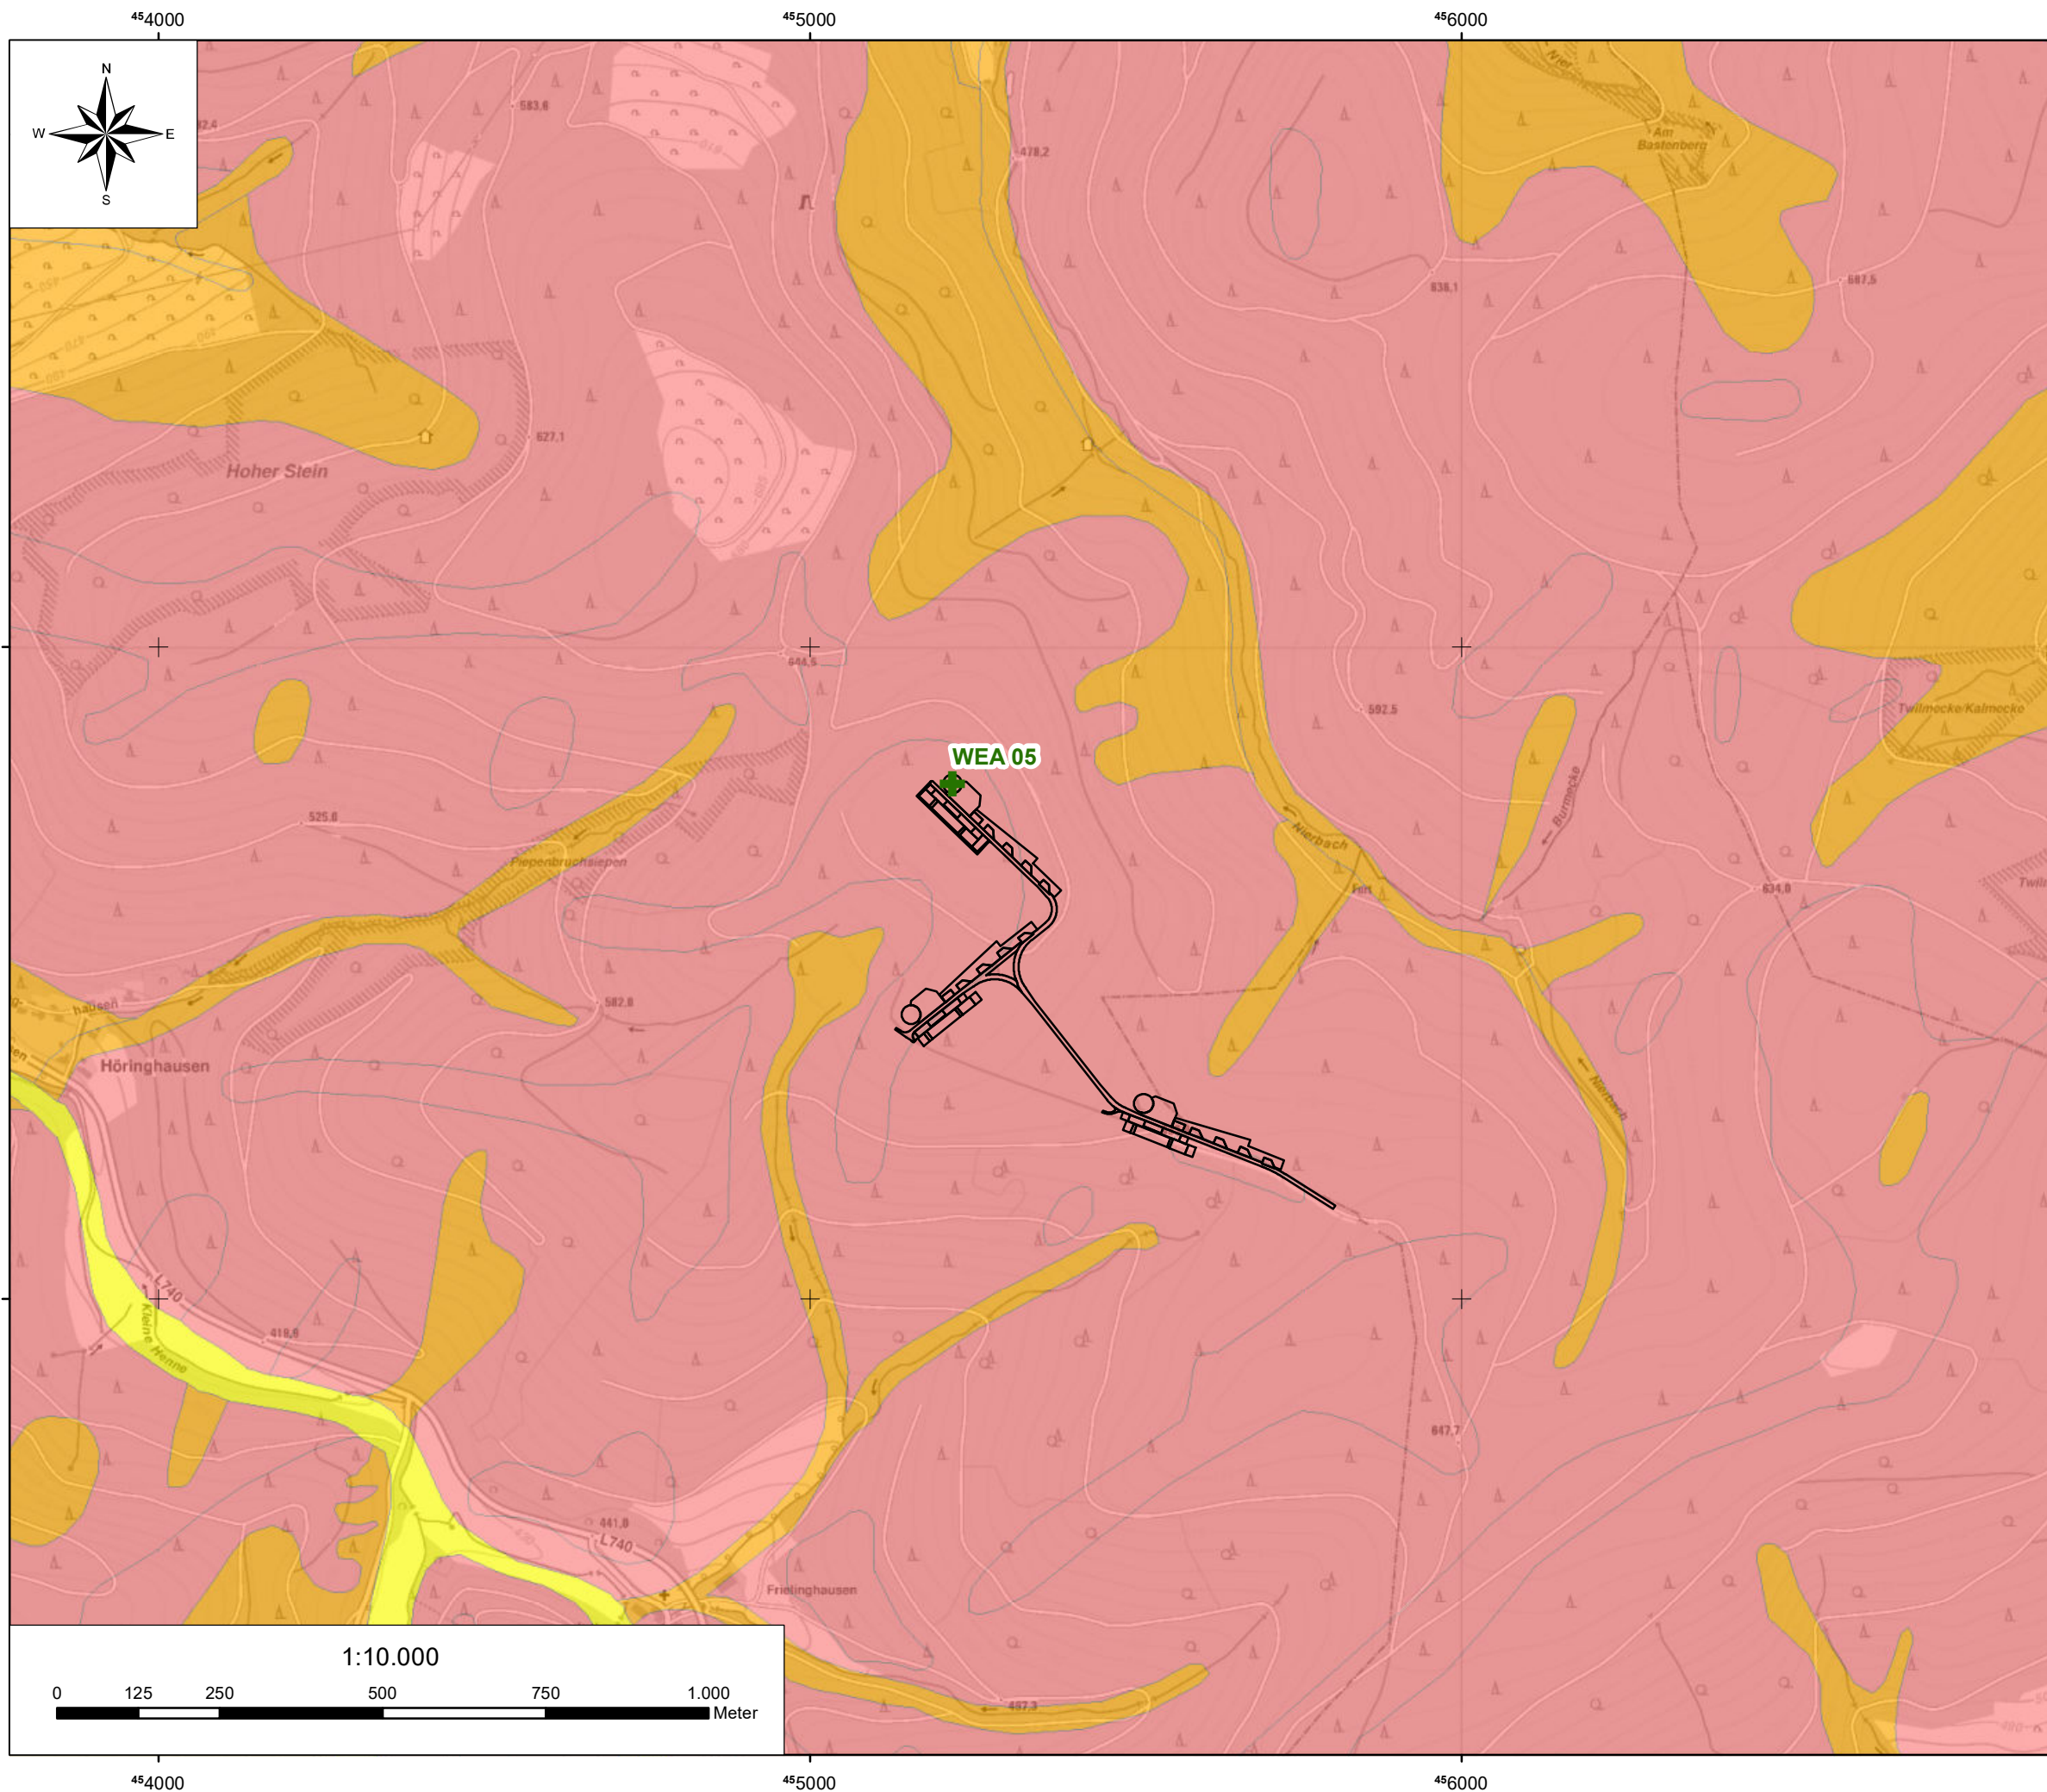 ⁴⁵4000
⁴⁵5000
⁴⁵6000
N
W
E
S
583,6
478,2
Am
Bastenberg
638,1
687,5
627,1
Hoher Stein
644,5
592,5
Twilmecke/Kalmecke
WEA 05
Burmecke
525,6
Piepenbruchsiepen
Nierbach
634,8
582,8
hausen
Höringhausen
Nierbach
L740
Kleine Henne
419,6
647,7
441,8
L740
Frielinghausen
1:10.000
0
125
250
500
750
1.000
Meter
487,3
⁴⁵4000
⁴⁵5000
⁴⁵6000